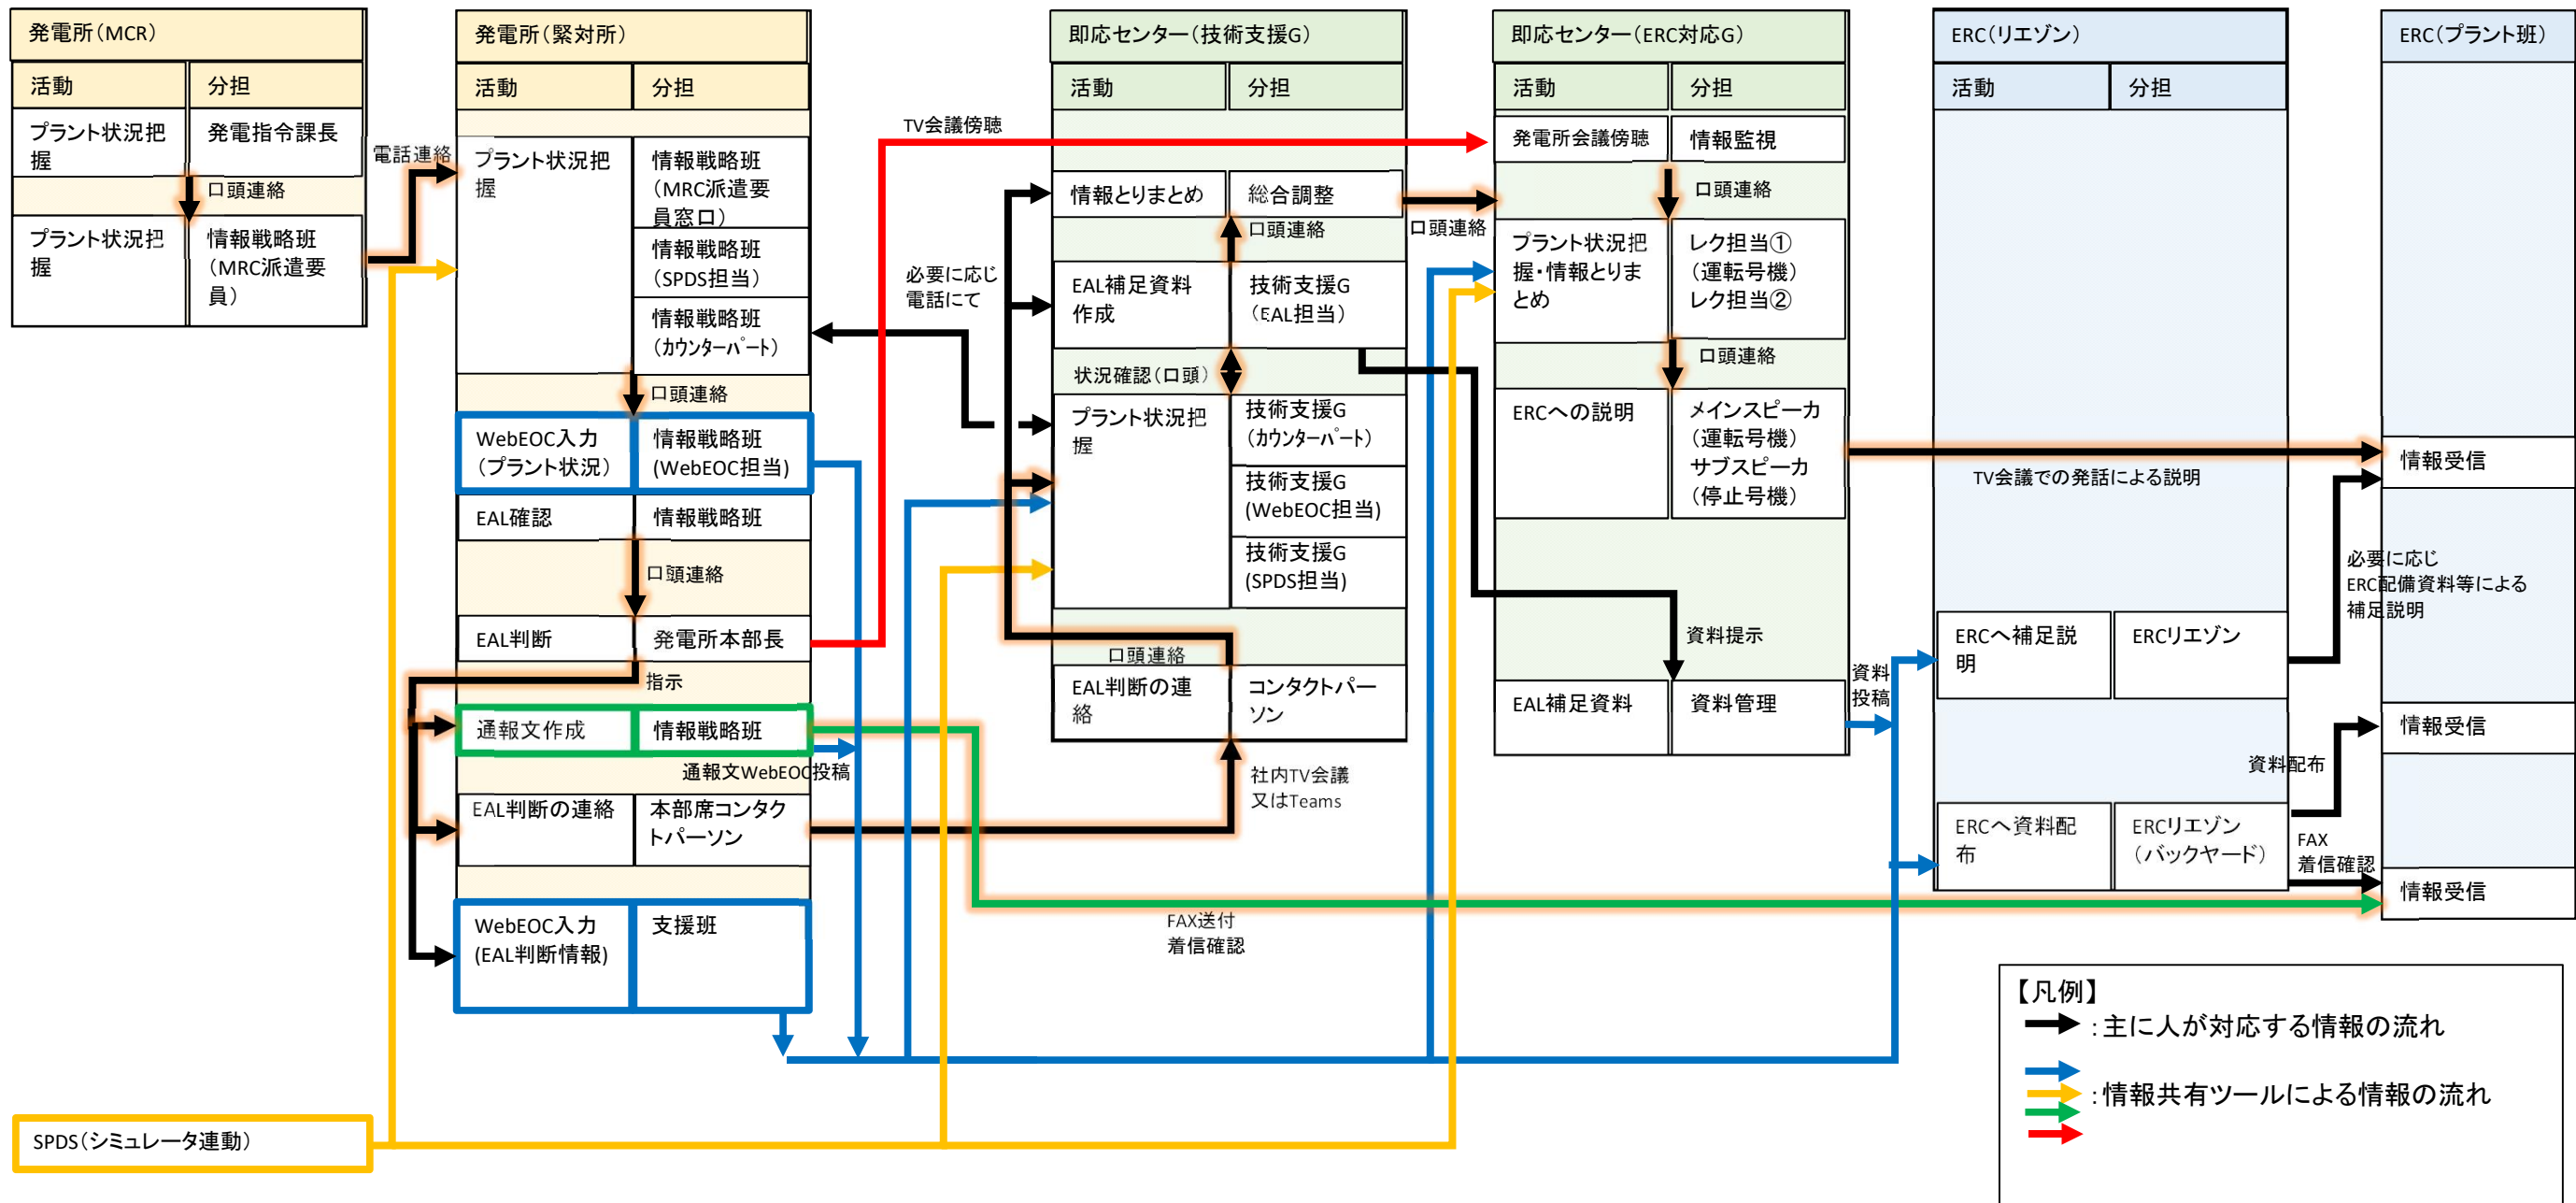 発電所（MCR）
活動
分担
プラント状況把
握
発電指令課長
口頭連絡
プラント状況把
握
情報戦略班
（MRC派遣要
員）
電話連絡
発電所（緊対所）
活動
分担
プラント状況把
握
情報戦略班
（MRC派遣要
員窓口）
情報戦略班
（SPDS担当）
情報戦略班
（カウンターパート）
口頭連絡
WebEOC入力
（プラント状況）
情報戦略班
(WebEOC担当)
EAL確認
情報戦略班
口頭連絡
EAL判断
発電所本部長
指示
通報文作成
情報戦略班
通報文WebEOC投稿
EAL判断の連絡
本部席コンタク
トパーソン
WebEOC入力
(EAL判断情報)
支援班
TV会議傍聴
必要に応じ
電話にて
即応センター（技術支援G）
活動
分担
情報とりまとめ
総合調整
口頭連絡
EAL補足資料
作成
技術支援G
（EAL担当）
状況確認（口頭）
プラント状況把
握
技術支援G
（カウンターパート）
技術支援G
(WebEOC担当)
技術支援G
(SPDS担当)
口頭連絡
EAL判断の連
絡
コンタクトパー
ソン
社内TV会議
又はTeams
FAX送付
着信確認
口頭連絡
即応センター（ERC対応G）
活動
分担
発電所会議傍聴
情報監視
口頭連絡
プラント状況把
握・情報とりま
とめ
レク担当①
（運転号機）
レク担当②
口頭連絡
ERCへの説明
メインスピーカ
（運転号機）
サブスピーカ
（停止号機）
資料提示
EAL補足資料
資料管理
資料
投稿
ERC（リエゾン）
活動
分担
TV会議での発話による説明
ERCへ補足説
明
ERCリエゾン
ERCへ資料配
布
ERCリエゾン
（バックヤード）
ERC（プラント班）
情報受信
必要に応じ
ERC配備資料等による
補足説明
情報受信
資料配布
FAX
着信確認
情報受信
SPDS（シミュレータ連動）
【凡例】
：主に人が対応する情報の流れ
：情報共有ツールによる情報の流れ